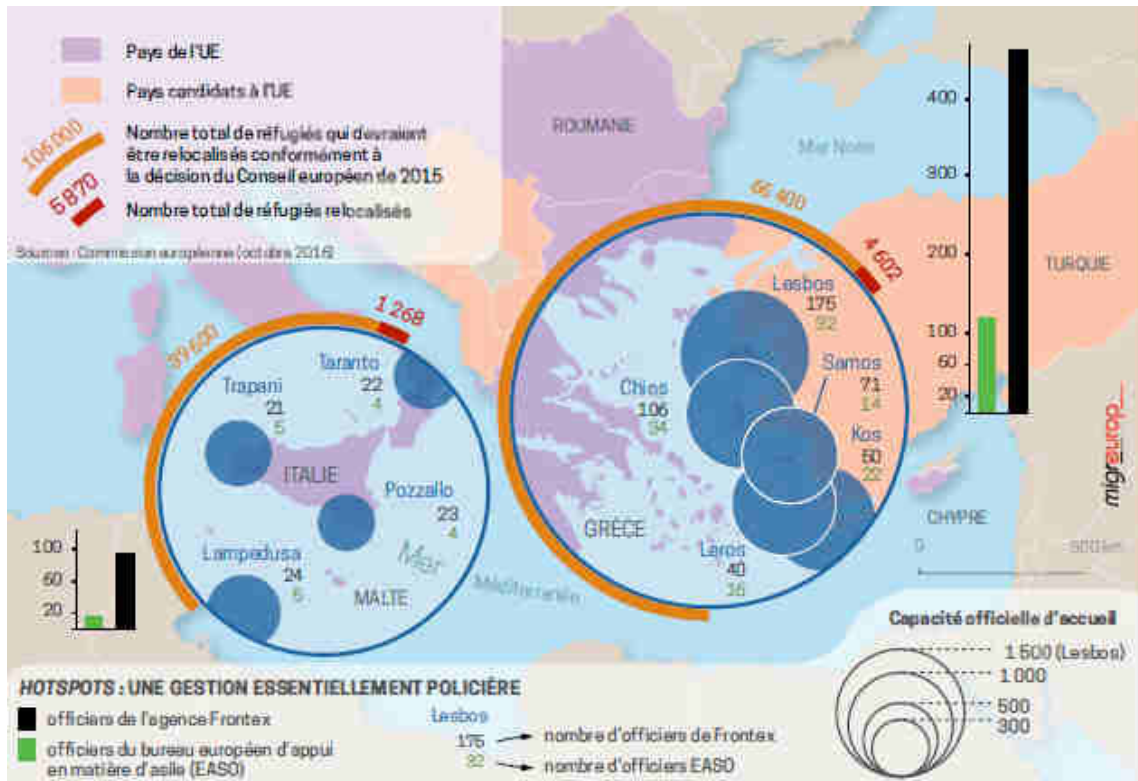 Pays de l'UE
Pays candidats à l'UE
106 000
Nombre total de réfugiés qui devraient
être relocalisés conformément à
la décision du Conseil européen de 2015
5 870
Nombre total de réfugiés relocalisés
Sources : Commission européenne (octobre 2016)
ROUMANIE
Mer Noire
TURQUIE
CHYPRE
GRÈCE
ITALIE
MALTE
Mer
Méditerranée
39 600
1 268
Trapani
21
5
Taranto
22
4
Pozzallo
23
4
Lampedusa
24
100
60
20
66 400
4 602
Lesbos
175
Samos
71
14
Chios
106
Kos
50
22
Leros
40
16
400
300
200
100
60
20
migreurop
0
500 km
Capacité officielle d'accueil
1 500 (Lesbos)
1 000
500
300
HOTSPOTS : UNE GESTION ESSENTIELLEMENT POLICIÈRE
officiers de l'agence Frontex
officiers du bureau européen d'appui
en matière d'asile (EASO)
Lesbos
175
nombre d'officiers de Frontex
nombre d'officiers EASO